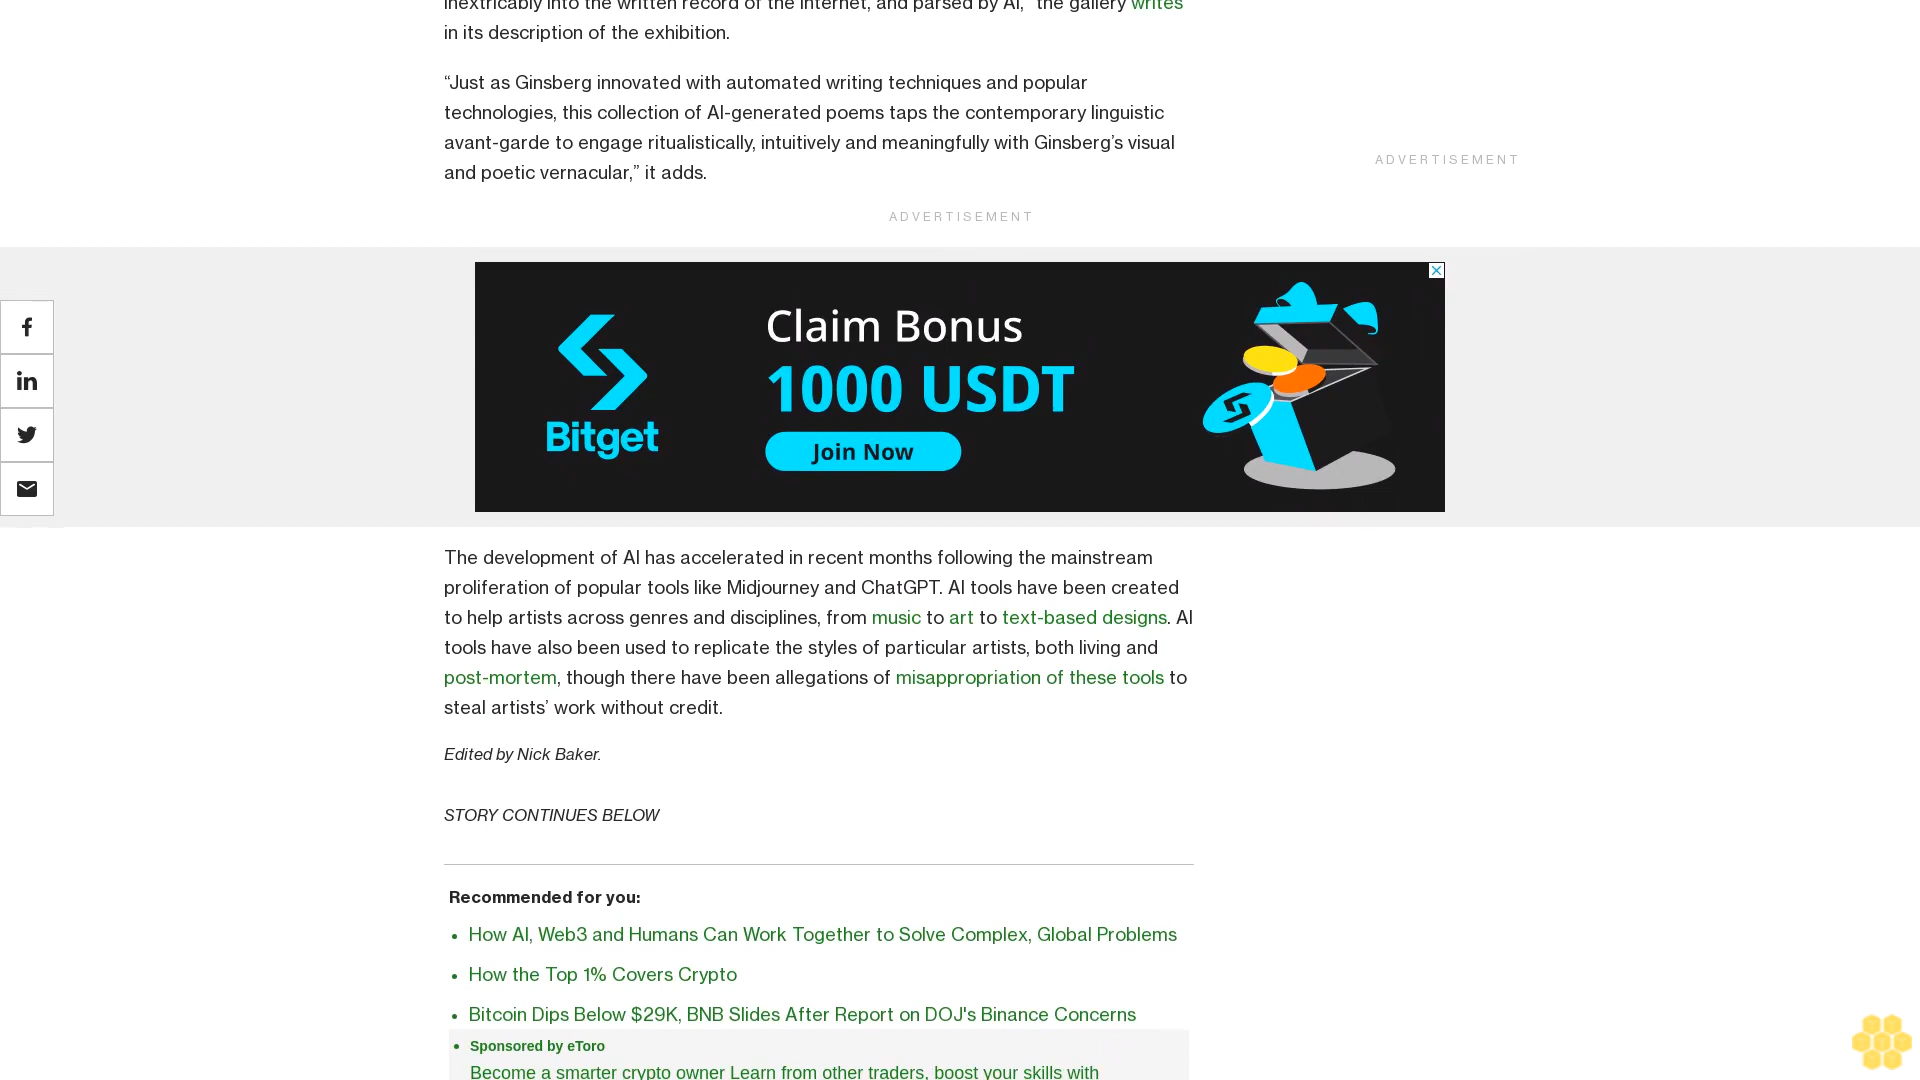 inextricably into the written record of the internet, and parsed by AI,” the gallery writes
in its description of the exhibition.
“Just as Ginsberg innovated with automated writing techniques and popular
technologies, this collection of AI-generated poems taps the contemporary linguistic
avant-garde to engage ritualistically, intuitively and meaningfully with Ginsberg’s visual
and poetic vernacular,” it adds.
ADVERTISEMENT
ADVERTISEMENT
Bitget
Claim Bonus
1000 USDT
Join Now
The development of AI has accelerated in recent months following the mainstream
proliferation of popular tools like Midjourney and ChatGPT. AI tools have been created
to help artists across genres and disciplines, from music to art to text-based designs. AI
tools have also been used to replicate the styles of particular artists, both living and
post-mortem, though there have been allegations of misappropriation of these tools to
steal artists’ work without credit.
Edited by Nick Baker.
STORY CONTINUES BELOW
Recommended for you:
• How AI, Web3 and Humans Can Work Together to Solve Complex, Global Problems
• How the Top 1% Covers Crypto
• Bitcoin Dips Below $29K, BNB Slides After Report on DOJ's Binance Concerns
• Sponsored by eToro
Become a smarter crypto owner Learn from other traders, boost your skills with